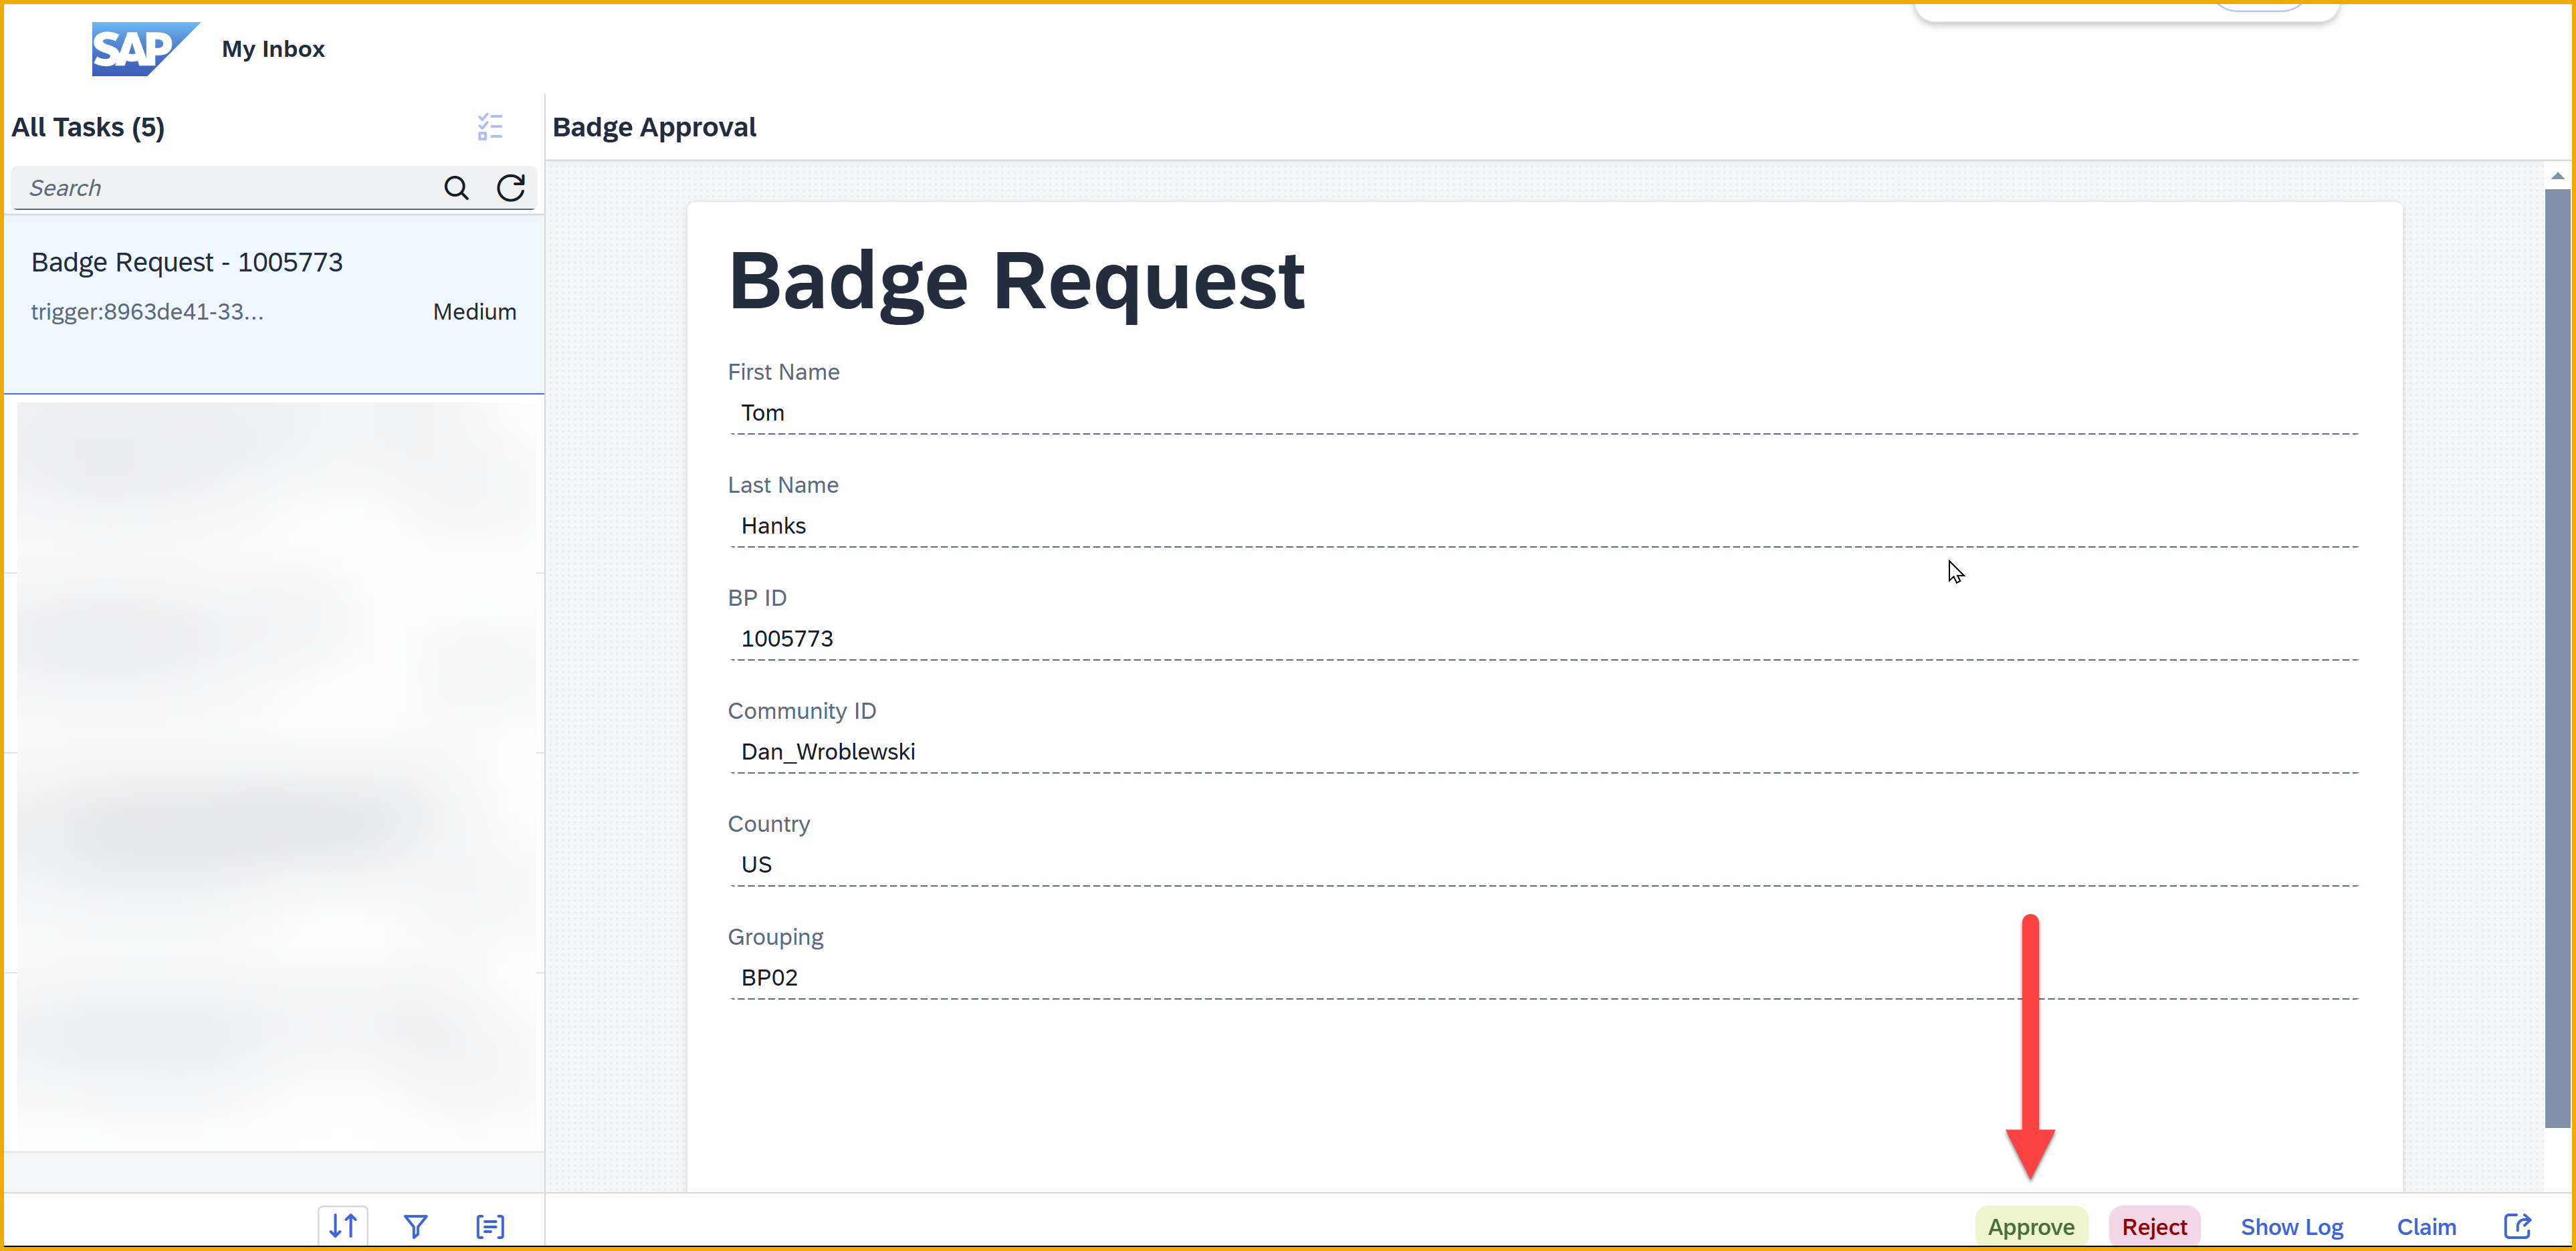 SAP My Inbox
All Tasks (5)
Search
Badge Request - 1005773
trigger:8963de41-33... Medium
Badge Approval
Badge Request
First Name
Tom
Last Name
Hanks
BP ID
1005773
Community ID
Dan_Wroblewski
Country
US
Grouping
BP02
Approve Reject Show Log Claim